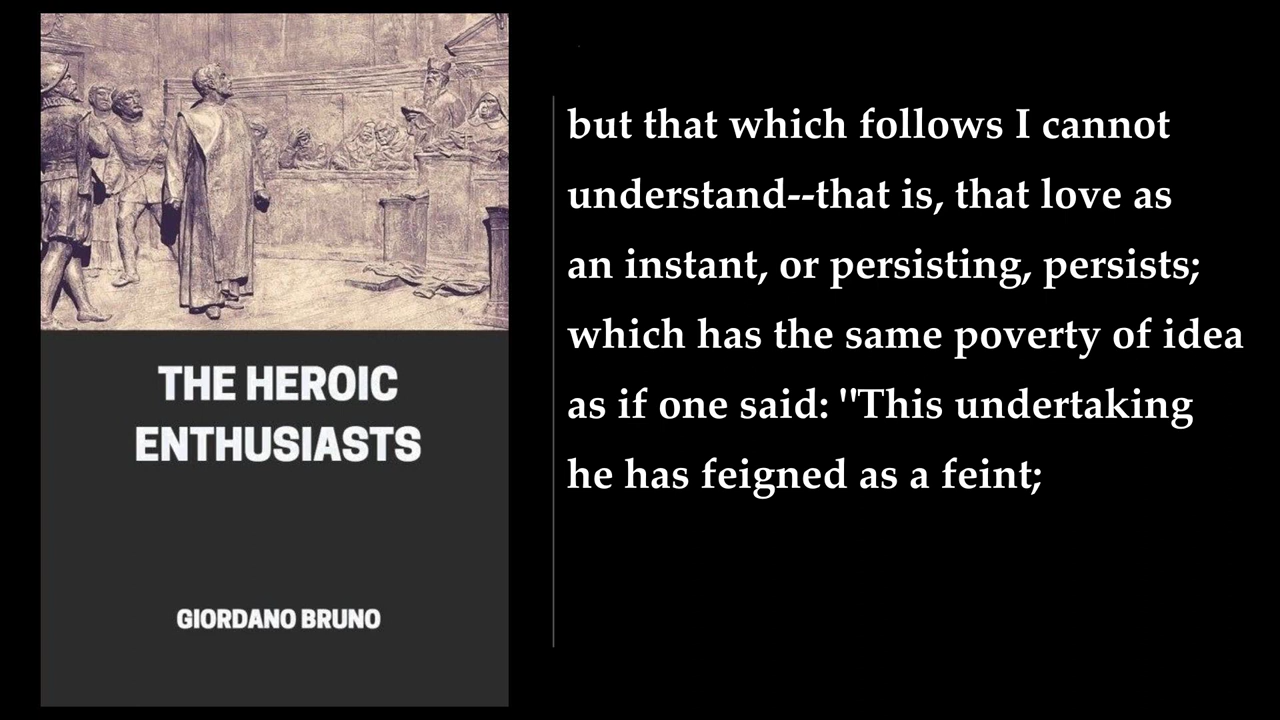 THE HEROIC
ENTHUSIASTS
GIORDANO BRUNO
but that which follows I cannot
understand--that is, that love as
an instant, or persisting, persists;
which has the same poverty of idea
as if one said: "This undertaking
he has feigned as a feint;